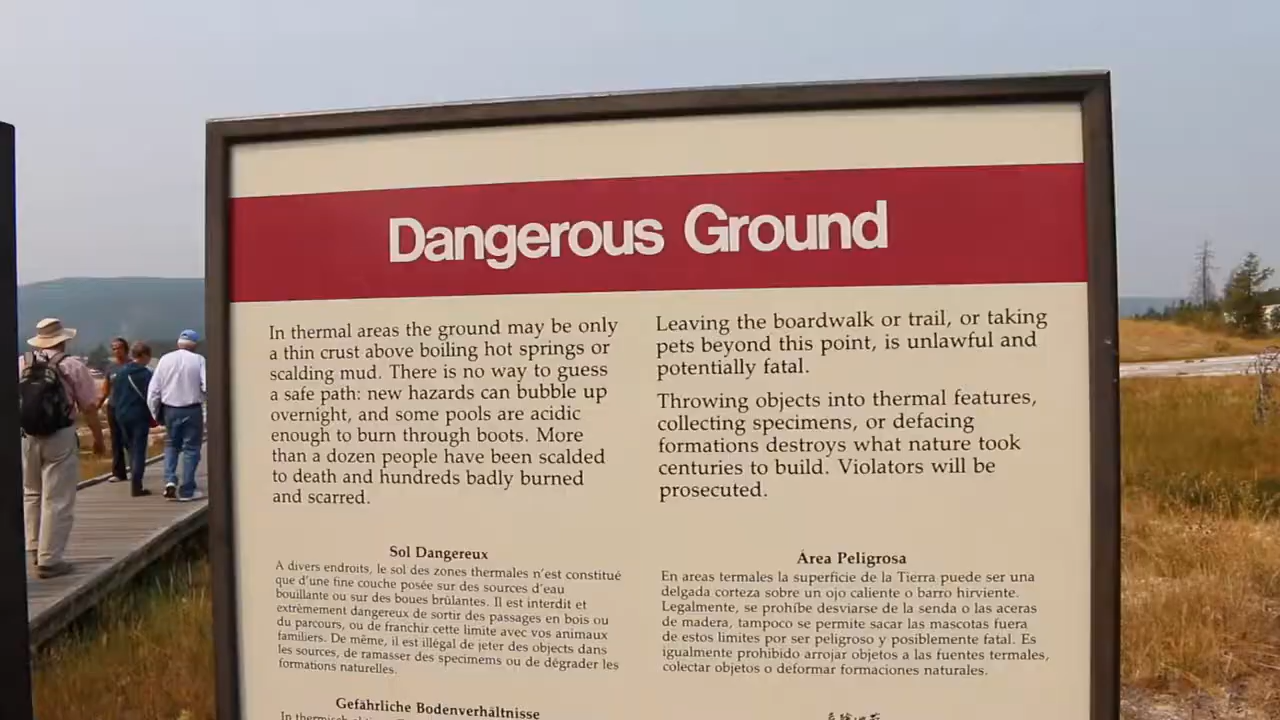 Dangerous Ground
In thermal areas the ground may be only
a thin crust above boiling hot springs or
scalding mud. There is no way to guess
a safe path: new hazards can bubble up
overnight, and some pools are acidic
enough to burn through boots. More
than a dozen people have been scalded
to death and hundreds badly burned
and scarred.
Leaving the boardwalk or trail, or taking
pets beyond this point, is unlawful and
potentially fatal.
Throwing objects into thermal features,
collecting specimens, or defacing
formations destroys what nature took
centuries to build. Violators will be
prosecuted.
Sol Dangereux
A divers endroits, le sol des zones thermales n'est constitué
que d'une fine couche posée sur des sources d'eau
bouillante ou sur des boues brûlantes. Il est interdit et
extrèmement dangereux de sortir des passages en bois ou
du parcours, ou de franchir cette limite avec vos animaux
familiers. De même, il est illégal de jeter des objects dans
les sources, de ramasser des specimems ou de dégrader les
formations naturelles.
Área Peligrosa
En areas termales la superficie de la Tierra puede ser una
delgada corteza sobre un ojo caliente o barro hirviente.
Legalmente, se prohíbe desviarse de la senda o las aceras
de madera, tampoco se permite sacar las mascotas fuera
de estos limites por ser peligroso y posiblemente fatal. Es
igualmente prohibido arrojar objetos a las fuentes termales,
colectar objetos o deformar formaciones naturales.
Gefährliche Bodenverhältnisse